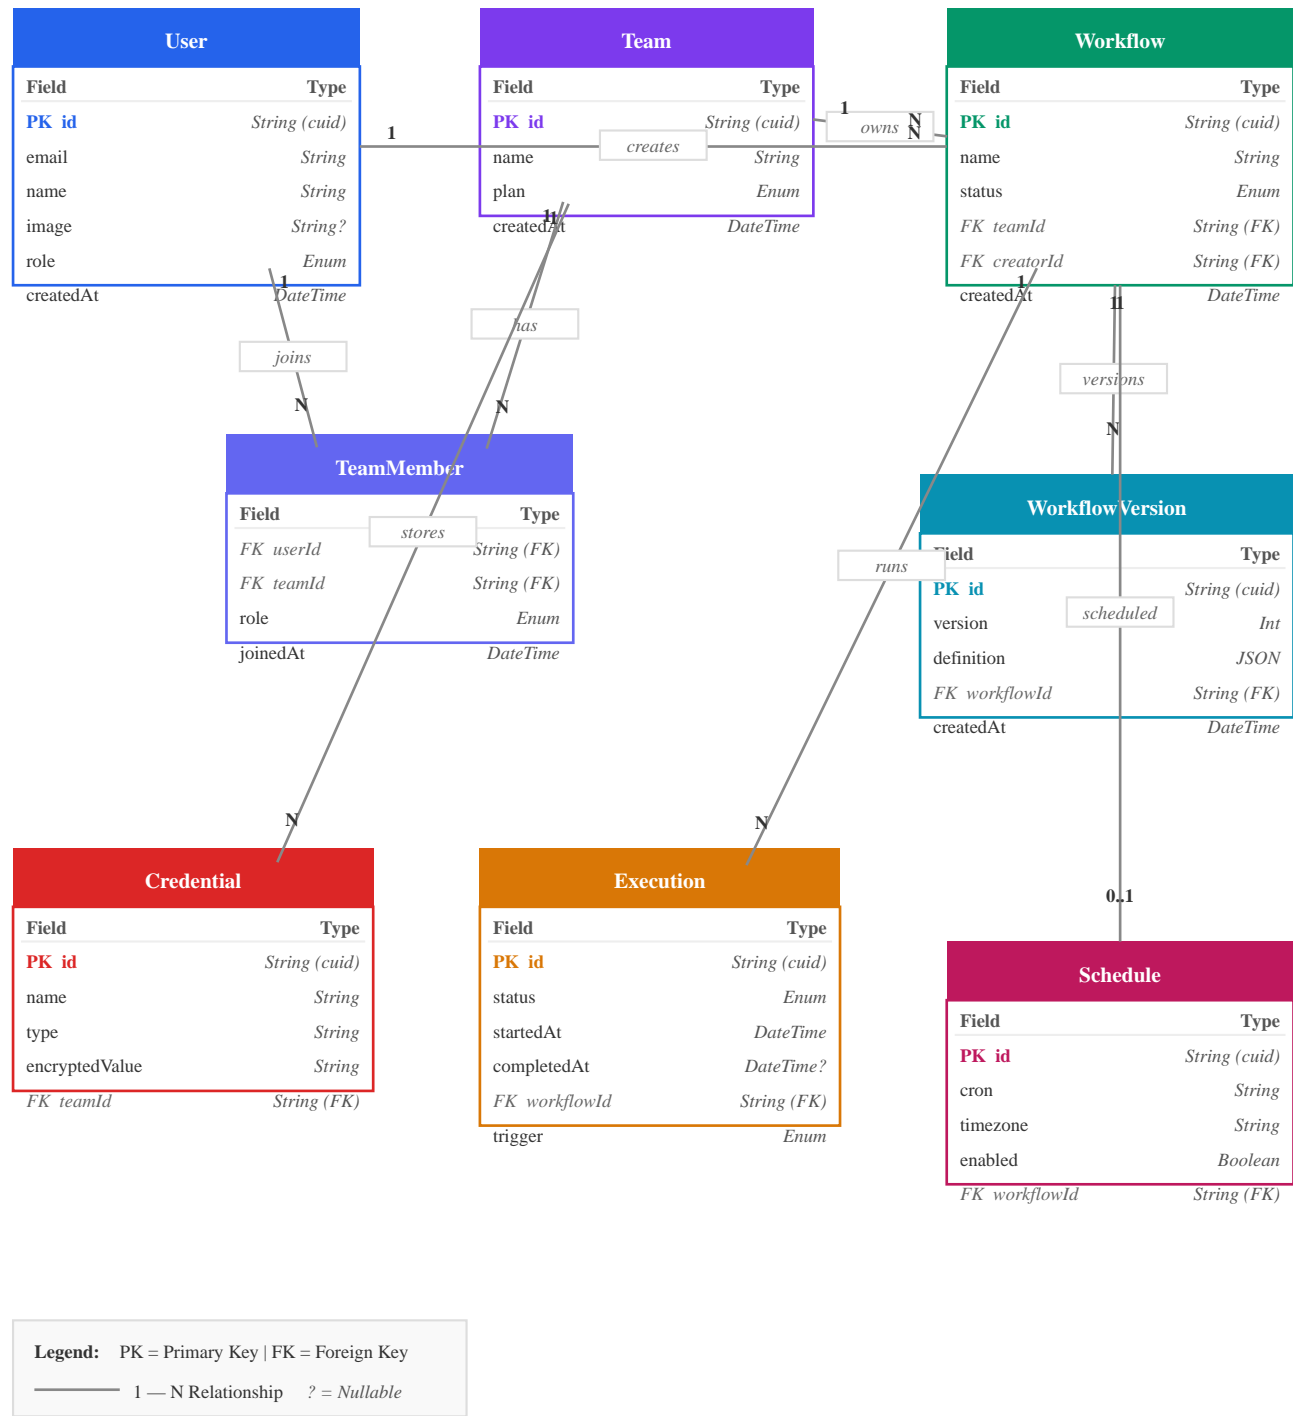 User
Field Type
PK id String (cuid)
email String
name String
image String?
role Enum
createdAt DateTime
Team
Field Type
PK id String (cuid)
name String
plan Enum
createdAt DateTime
Workflow
Field Type
PK id String (cuid)
name String
status Enum
FK teamId String (FK)
FK creatorId String (FK)
createdAt DateTime
1 creates N
1 owns N
1 joins N
1 has N
1 stores N
1 runs N
1 versions N
1 scheduled 0..1
TeamMember
Field Type
FK userId String (FK)
FK teamId String (FK)
role Enum
joinedAt DateTime
WorkflowVersion
Field Type
PK id String (cuid)
version Int
definition JSON
FK workflowId String (FK)
createdAt DateTime
Credential
Field Type
PK id String (cuid)
name String
type String
encryptedValue String
FK teamId String (FK)
Execution
Field Type
PK id String (cuid)
status Enum
startedAt DateTime
completedAt DateTime?
FK workflowId String (FK)
trigger Enum
Schedule
Field Type
PK id String (cuid)
cron String
timezone String
enabled Boolean
FK workflowId String (FK)
Legend: PK = Primary Key | FK = Foreign Key
1 — N Relationship ? = Nullable